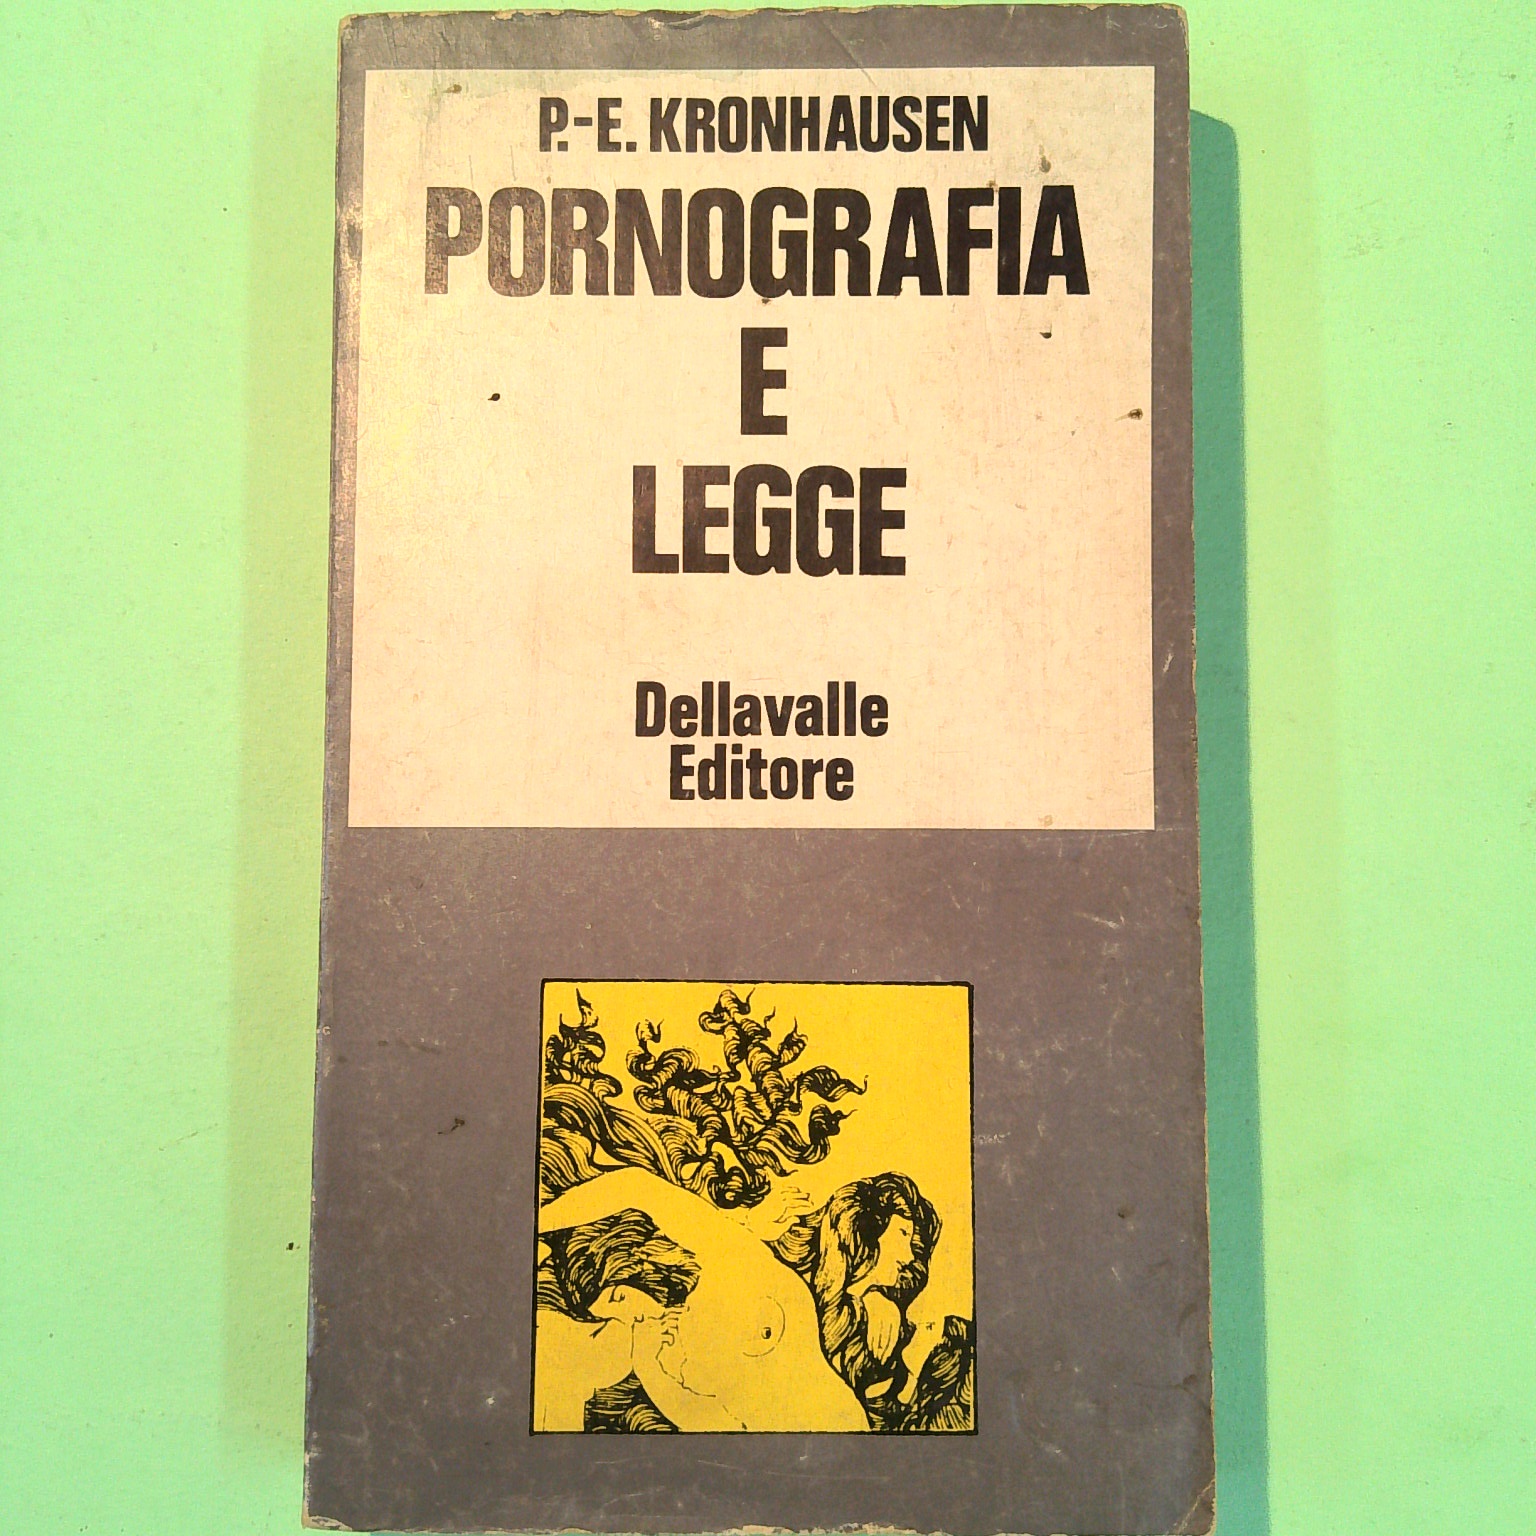 P.-E. KRONHAUSEN
PORNOGRAFIA
E
LEGGE
Dellavalle
Editore